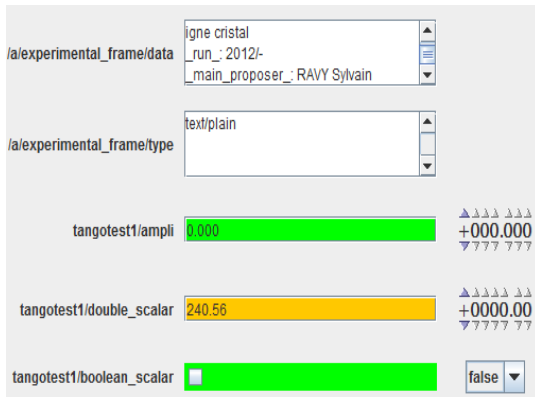 igne cristal
/a/experimental_frame/data
_run_: 2012/-
_main_proposer_: RAVY Sylvain
text/plain
/a/experimental_frame/type
tangotest1/ampli 0.000 +000.000
tangotest1/double_scalar 240.56 +0000.00
tangotest1/boolean_scalar false